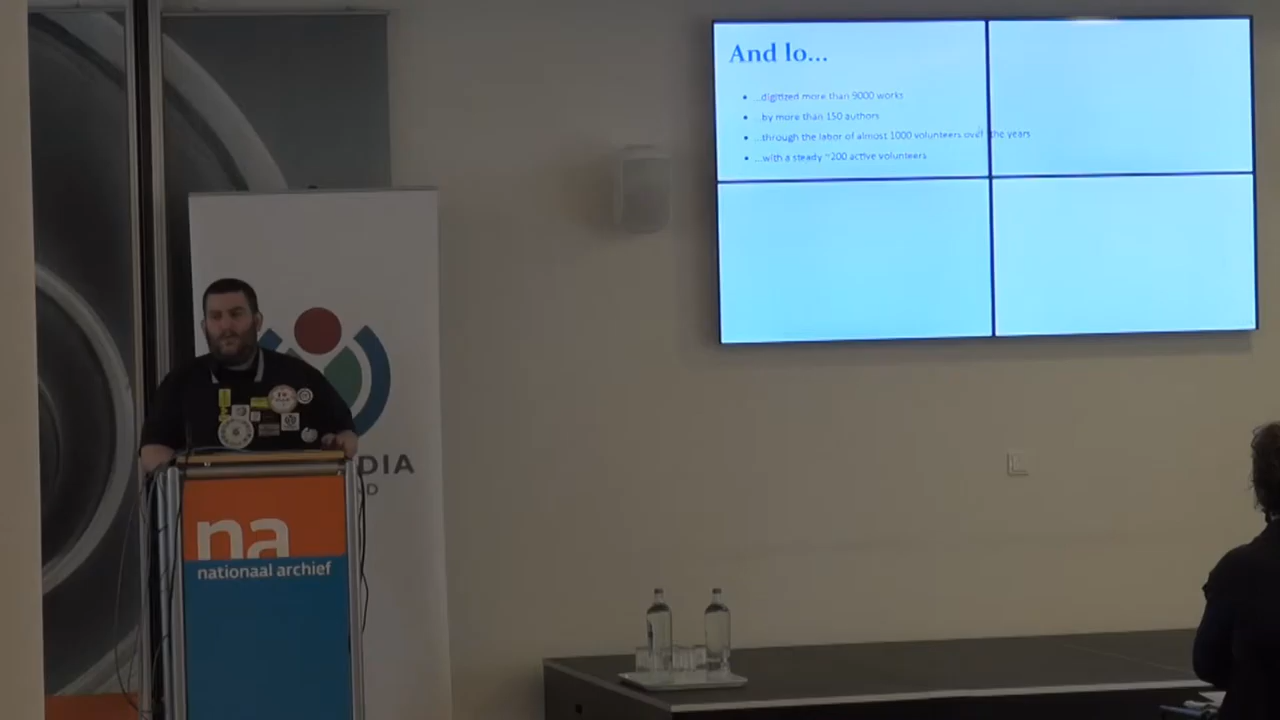 And lo...
...digitized more than 9000 works
...by more than 150 authors
...through the labor of almost 1000 volunteers over the years
...with a steady ~200 active volunteers
DIA
D
na
nationaal archief